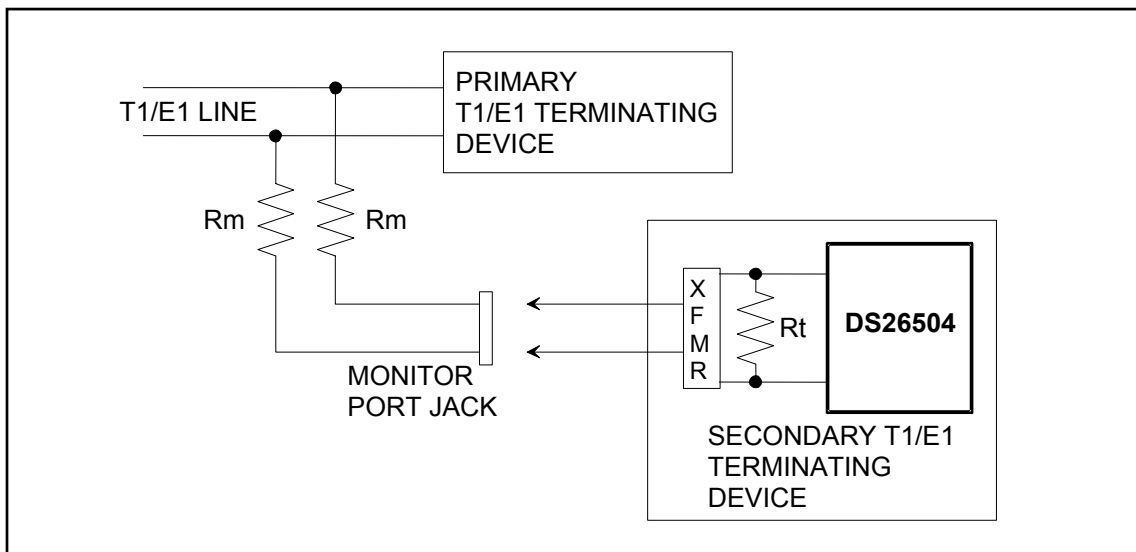 PRIMARY
T1/E1 TERMINATING
DEVICE
T1/E1 LINE
Rm
Rm
MONITOR
PORT JACK
X
F
M
R
Rt
DS26504
SECONDARY T1/E1
TERMINATING
DEVICE